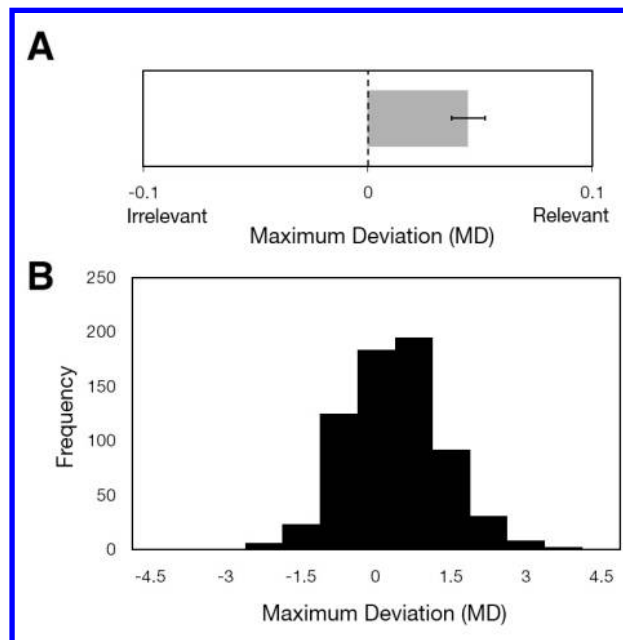 A
-0.1 0 0.1
Irrelevant Relevant
Maximum Deviation (MD)
B
250
200
150
100
50
0
Frequency
-4.5 -3 -1.5 0 1.5 3 4.5
Maximum Deviation (MD)